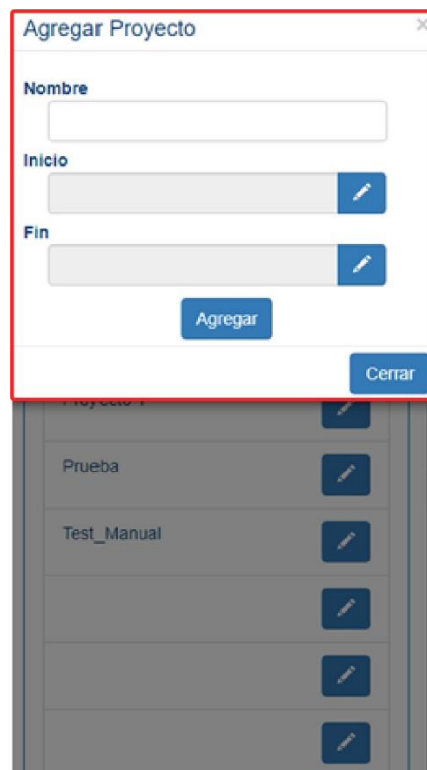 Agregar Proyecto ×
Nombre
Inicio
Fin
Agregar
Cerrar
Prueba
Test_Manual